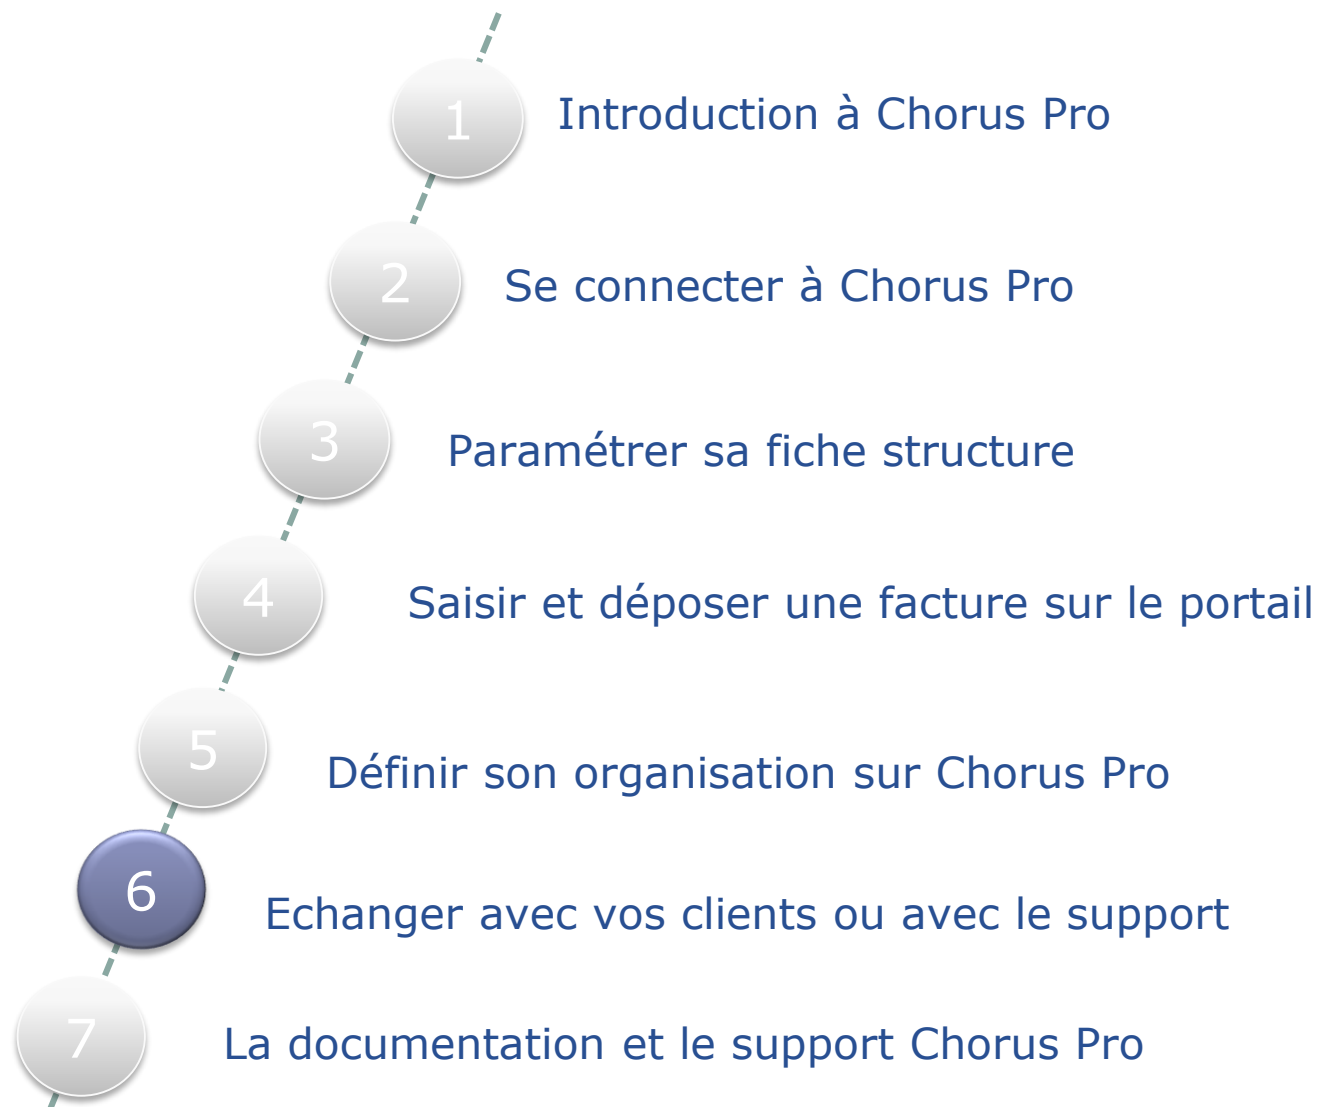 1 Introduction à Chorus Pro
2 Se connecter à Chorus Pro
3 Paramétrer sa fiche structure
4 Saisir et déposer une facture sur le portail
5 Définir son organisation sur Chorus Pro
6 Echanger avec vos clients ou avec le support
7 La documentation et le support Chorus Pro